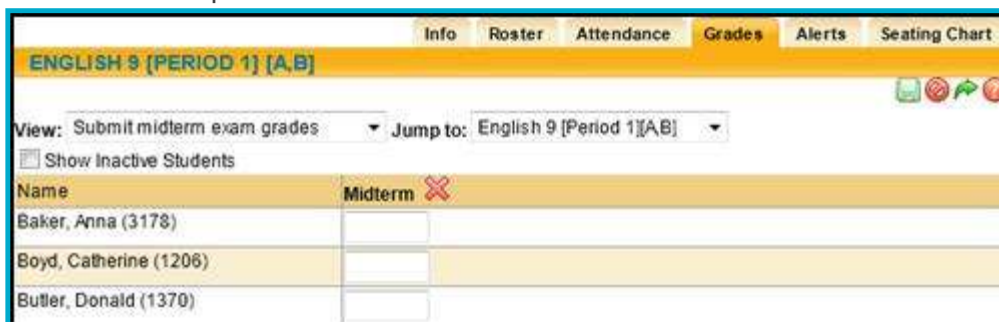 Info Roster Attendance Grades Alerts Seating Chart
ENGLISH 9 [PERIOD 1] [A,B]
View: Submit midterm exam grades Jump to: English 9 [Period 1][A,B]
Show Inactive Students
Name Midterm
Baker, Anna (3178)
Boyd, Catherine (1206)
Butler, Donald (1370)